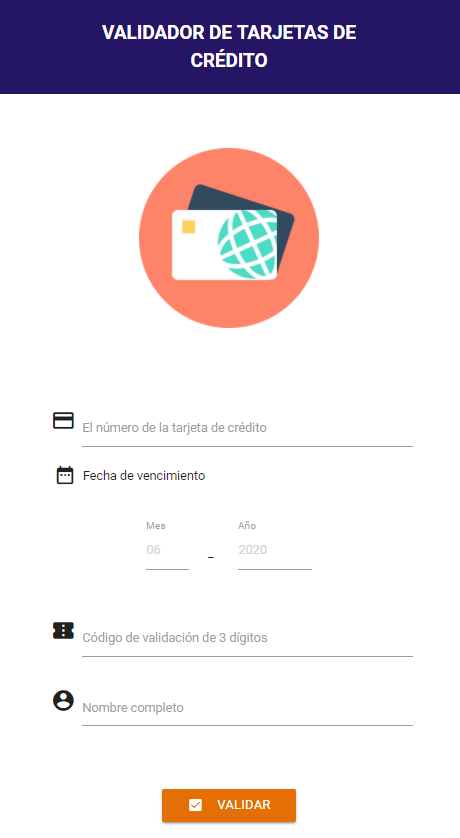 VALIDADOR DE TARJETAS DE
CRÉDITO
El número de la tarjeta de crédito
Fecha de vencimiento
Mes
Año
06
–
2020
Código de validación de 3 dígitos
Nombre completo
VALIDAR